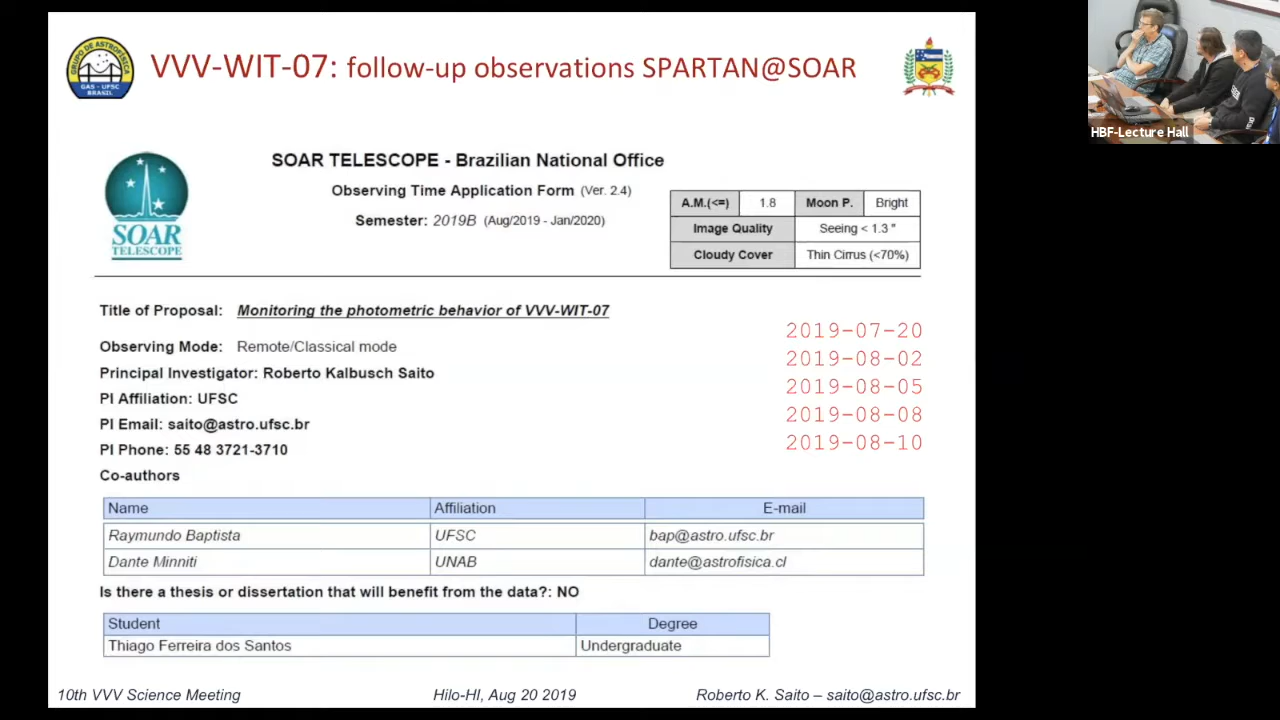 VVV-WIT-07: follow-up observations SPARTAN@SOAR
GRUPO DE ASTROFÍSICA
GAS - UFSC
BRASIL
SOAR
TELESCOPE
SOAR TELESCOPE - Brazilian National Office
Observing Time Application Form (Ver. 2.4)
Semester: 2019B (Aug/2019 - Jan/2020)
A.M.(<=) 1.8 Moon P. Bright
Image Quality Seeing < 1.3 "
Cloudy Cover Thin Cirrus (<70%)
Title of Proposal: Monitoring the photometric behavior of VVV-WIT-07
Observing Mode: Remote/Classical mode
Principal Investigator: Roberto Kalbusch Saito
PI Affiliation: UFSC
PI Email: saito@astro.ufsc.br
PI Phone: 55 48 3721-3710
Co-authors
2019-07-20
2019-08-02
2019-08-05
2019-08-08
2019-08-10
Name Affiliation E-mail
Raymundo Baptista UFSC bap@astro.ufsc.br
Dante Minniti UNAB dante@astrofisica.cl
Is there a thesis or dissertation that will benefit from the data?: NO
Student Degree
Thiago Ferreira dos Santos Undergraduate
10th VVV Science Meeting Hilo-HI, Aug 20 2019 Roberto K. Saito – saito@astro.ufsc.br
HBF-Lecture Hall